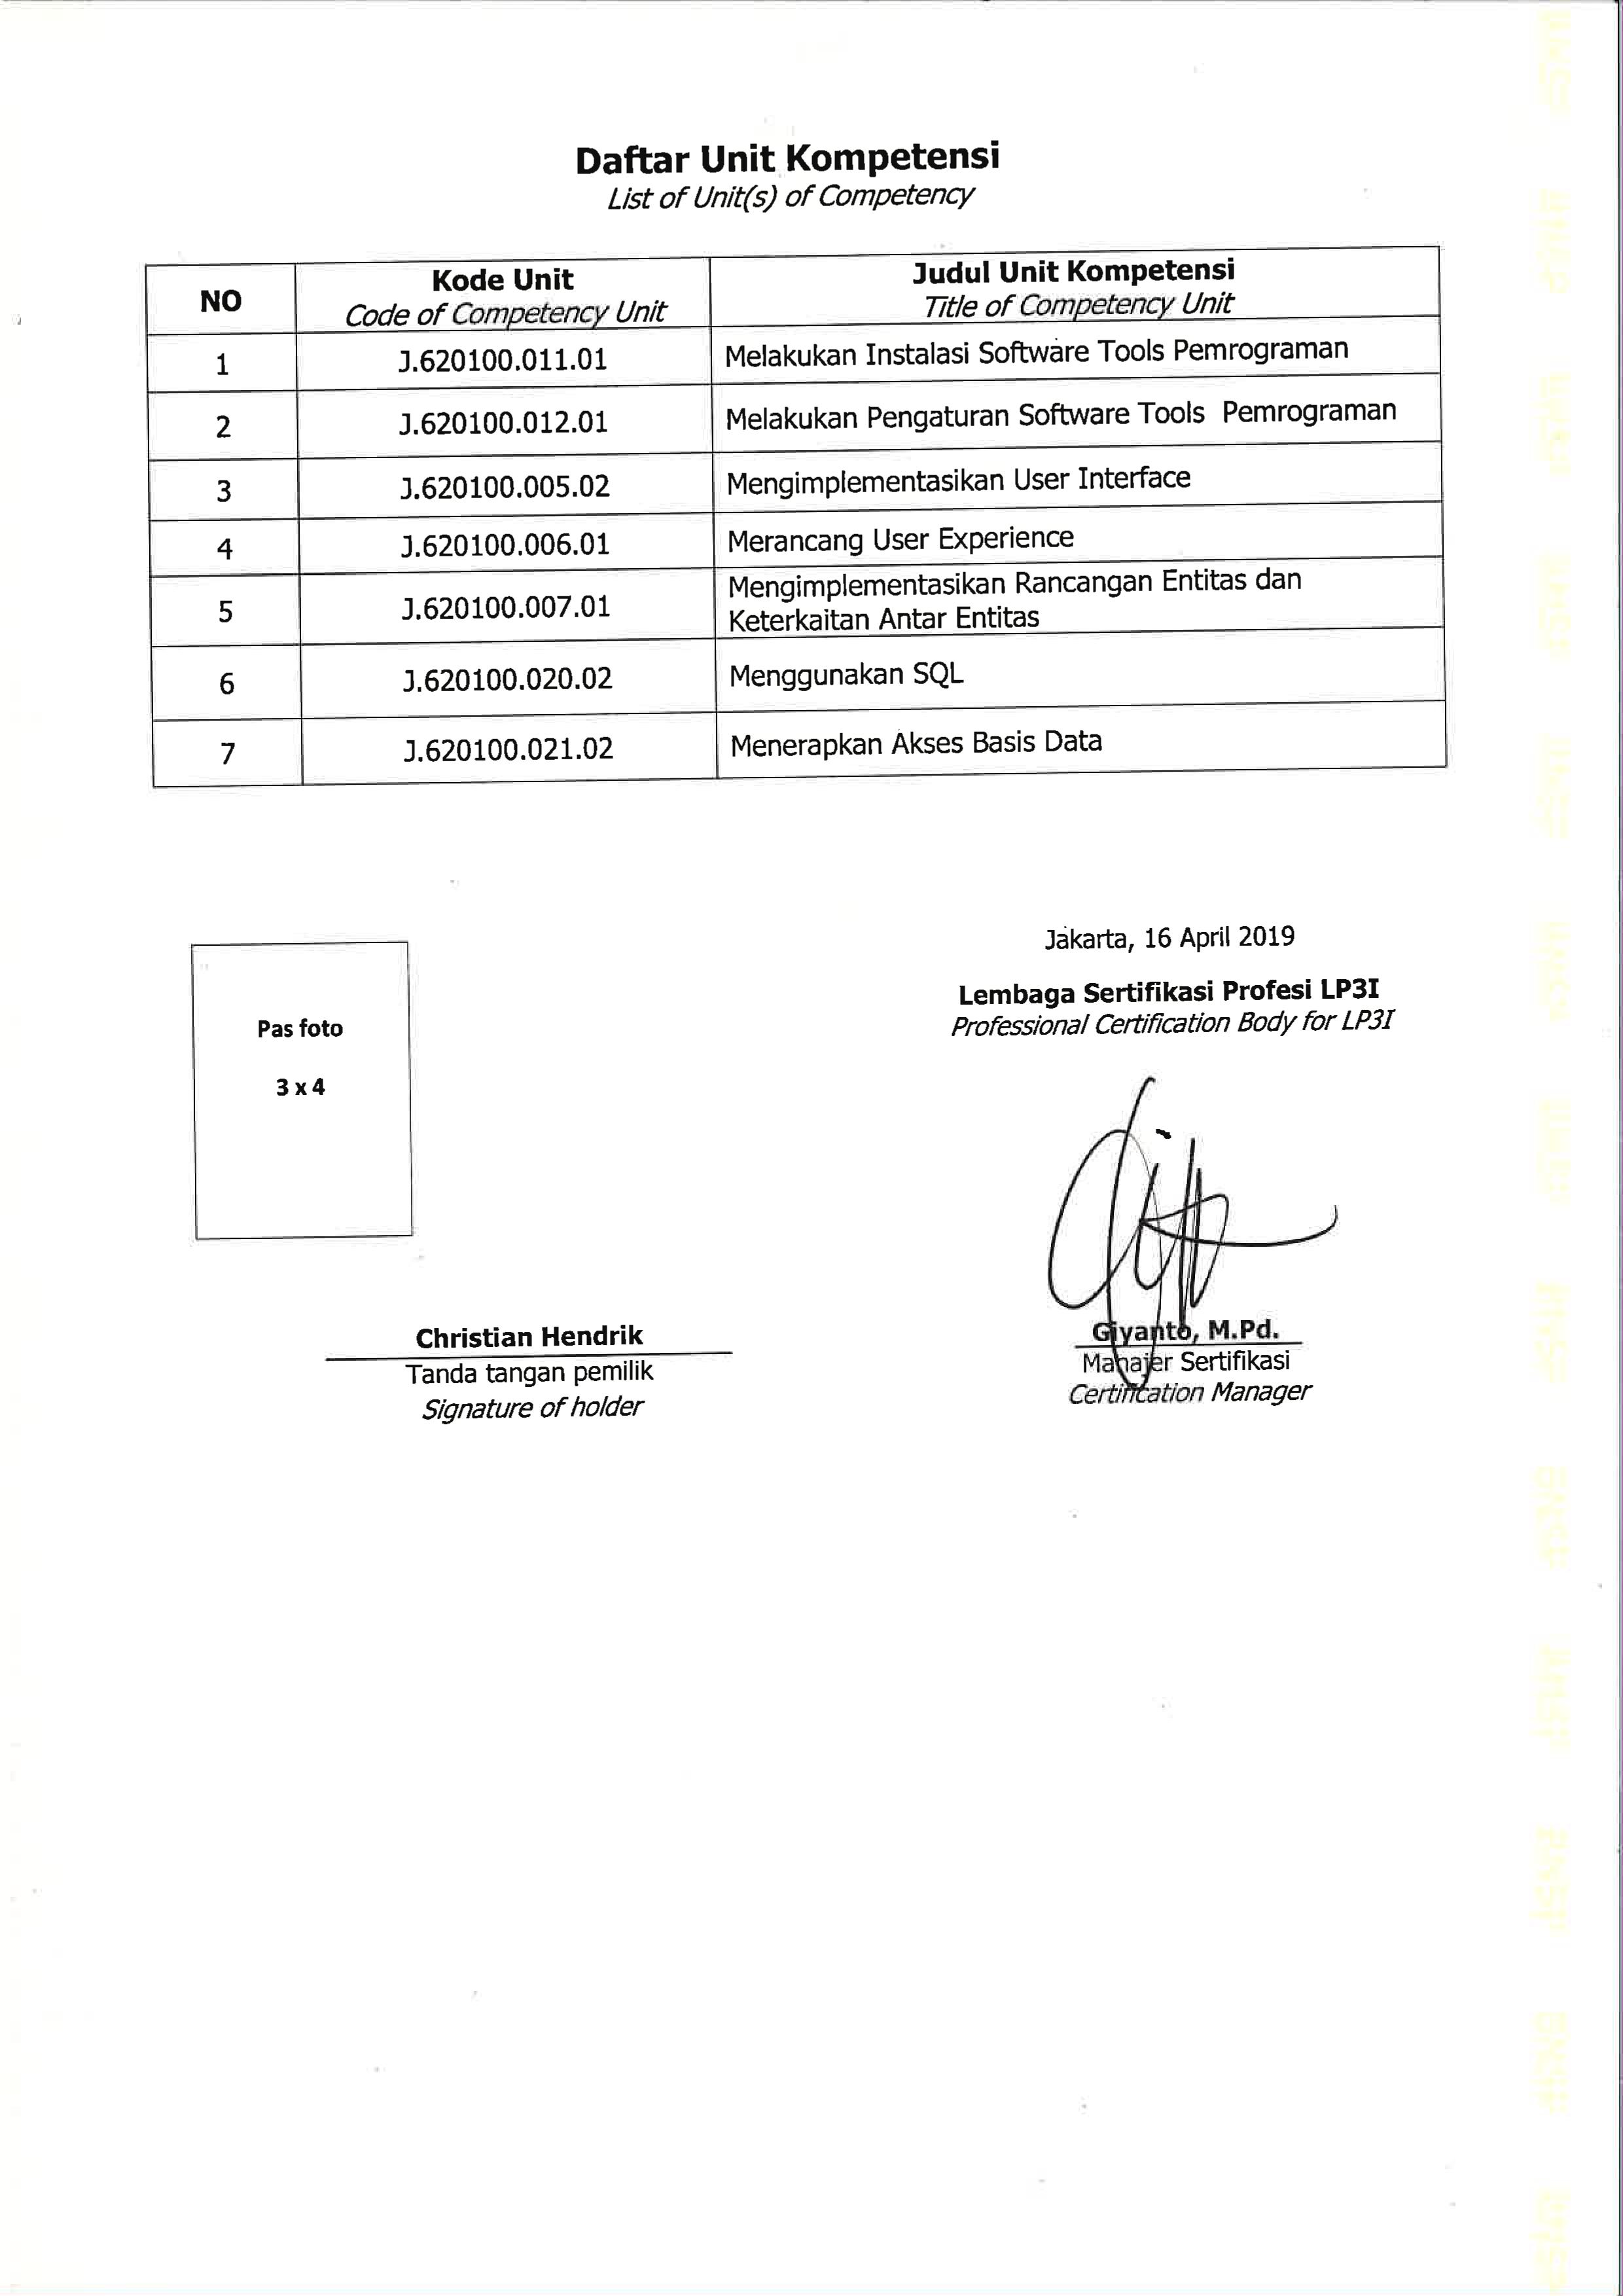 Daftar Unit Kompetensi
List of Unit(s) of Competency
NO
Kode Unit
Code of Competency Unit
Judul Unit Kompetensi
Title of Competency Unit
1 J.620100.011.01 Melakukan Instalasi Software Tools Pemrograman
2 J.620100.012.01 Melakukan Pengaturan Software Tools Pemrograman
3 J.620100.005.02 Mengimplementasikan User Interface
4 J.620100.006.01 Merancang User Experience
5 J.620100.007.01 Mengimplementasikan Rancangan Entitas dan
Keterkaitan Antar Entitas
6 J.620100.020.02 Menggunakan SQL
7 J.620100.021.02 Menerapkan Akses Basis Data
Jakarta, 16 April 2019
Lembaga Sertifikasi Profesi LP3I
Professional Certification Body for LP3I
Pas foto
3 x 4
Christian Hendrik
Tanda tangan pemilik
Signature of holder
Giyanto, M.Pd.
Manajer Sertifikasi
Certification Manager